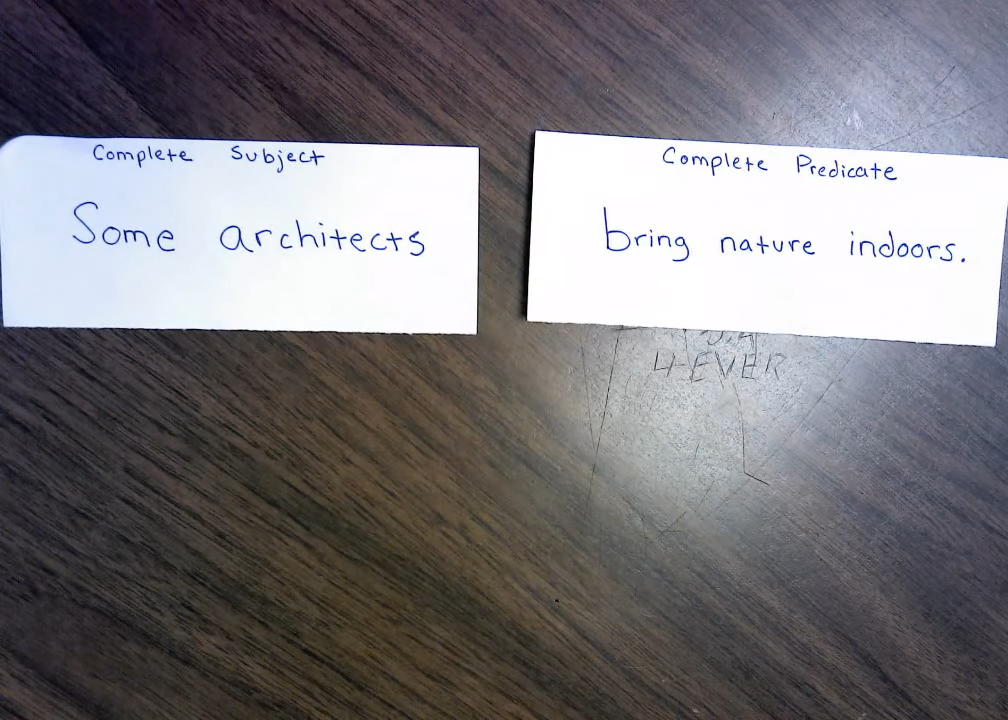 Complete Subject
Some architects
Complete Predicate
bring nature indoors.
4-EVER